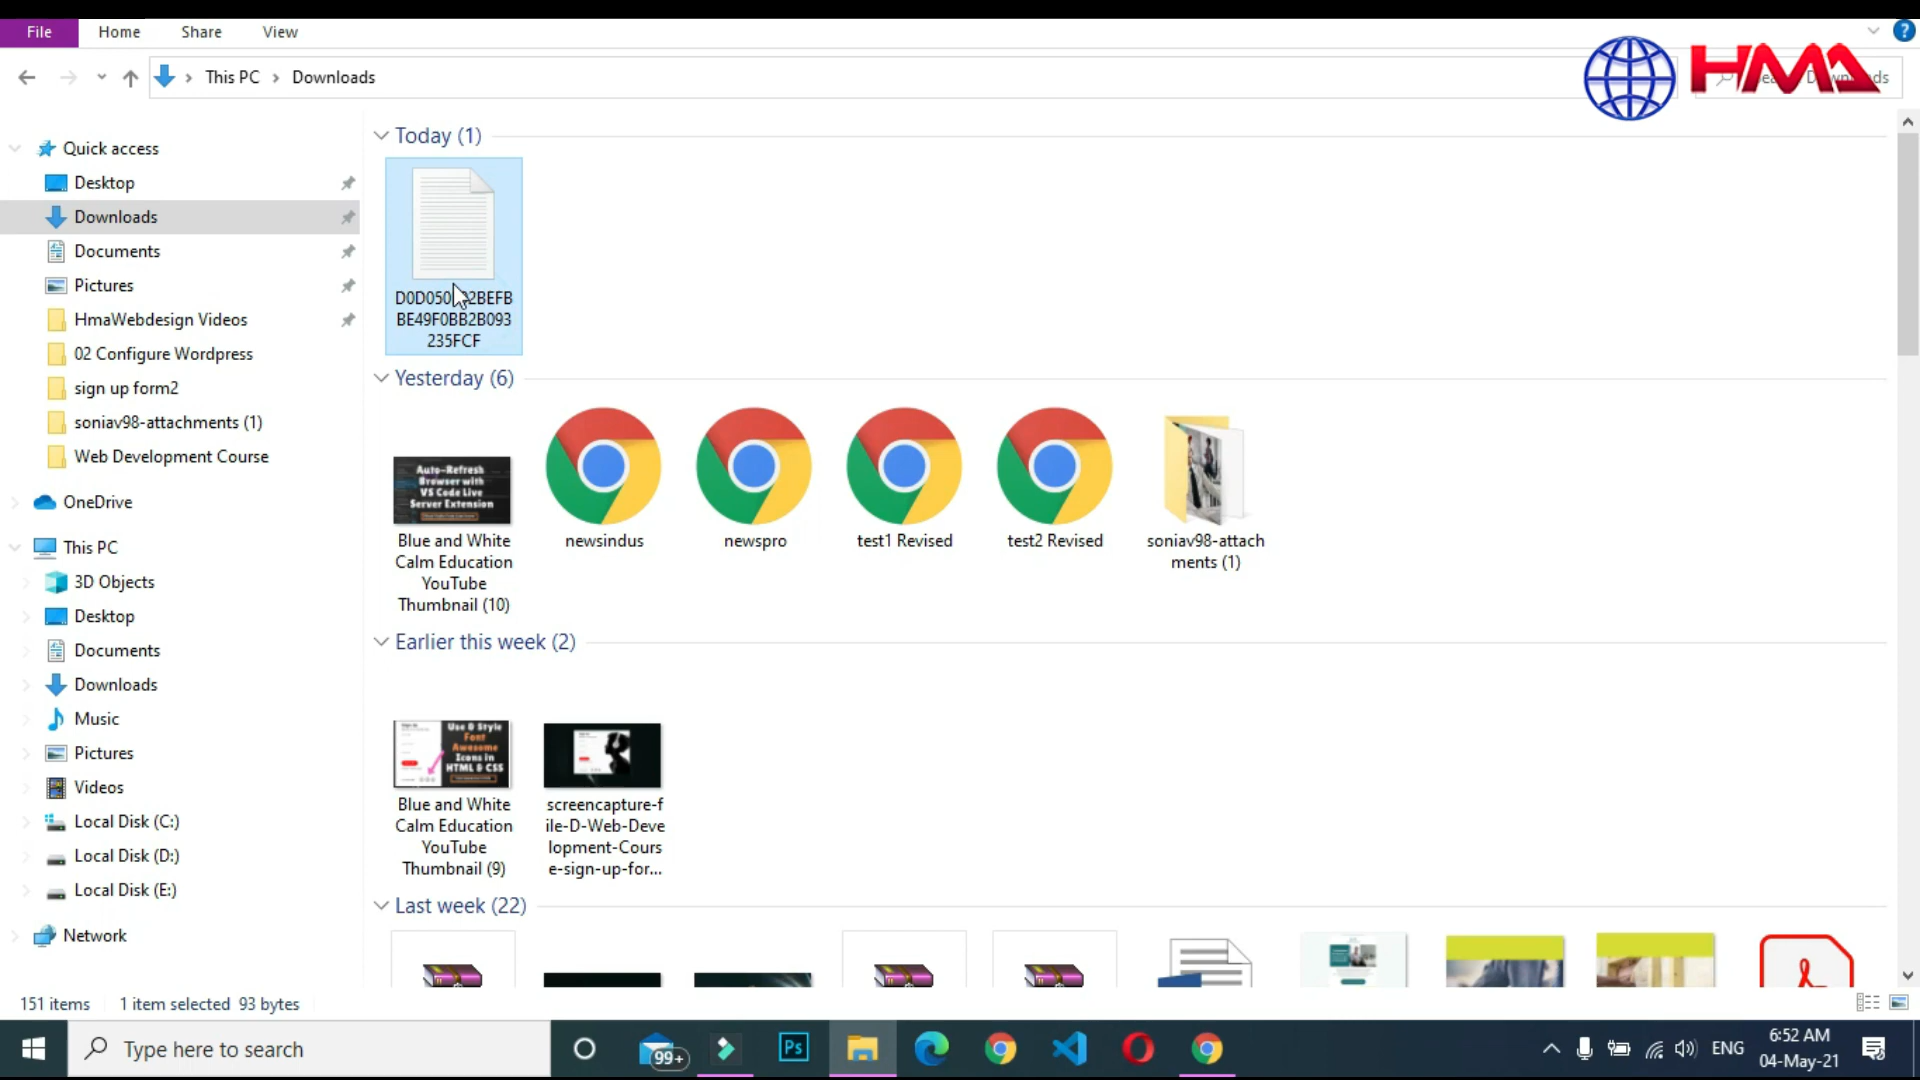 File Home Share View
This PC Downloads
HMA
Quick access
Desktop
Downloads
Documents
Pictures
HmaWebdesign Videos
02 Configure Wordpress
sign up form2
soniav98-attachments (1)
Web Development Course
OneDrive
This PC
3D Objects
Desktop
Documents
Downloads
Music
Pictures
Videos
Local Disk (C:)
Local Disk (D:)
Local Disk (E:)
Network
Today (1)
BE49F0BB2B093
235FCF
Yesterday (6)
Auto-Refresh
Browser with
VS Code Live
Server Extension
Blue and White
Calm Education
YouTube
Thumbnail (10)
newsindus
newspro
test1 Revised
test2 Revised
soniav98-attach
ments (1)
Earlier this week (2)
Use & Style
Font
Awesome
Icons in
HTML & CSS
Blue and White
Calm Education
YouTube
Thumbnail (9)
screencapture-f
ile-D-Web-Deve
lopment-Cours
e-sign-up-for...
Last week (22)
151 items 1 item selected 93 bytes
Type here to search
99+
Ps
ENG
6:52 AM
04-May-21